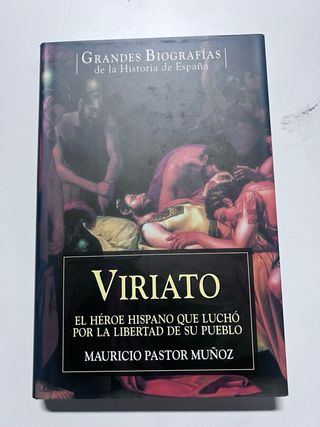 GRANDES BIOGRAFÍAS
de la Historia de España
VIRIATO
EL HÉROE HISPANO QUE LUCHÓ
POR LA LIBERTAD DE SU PUEBLO
MAURICIO PASTOR MUÑOZ